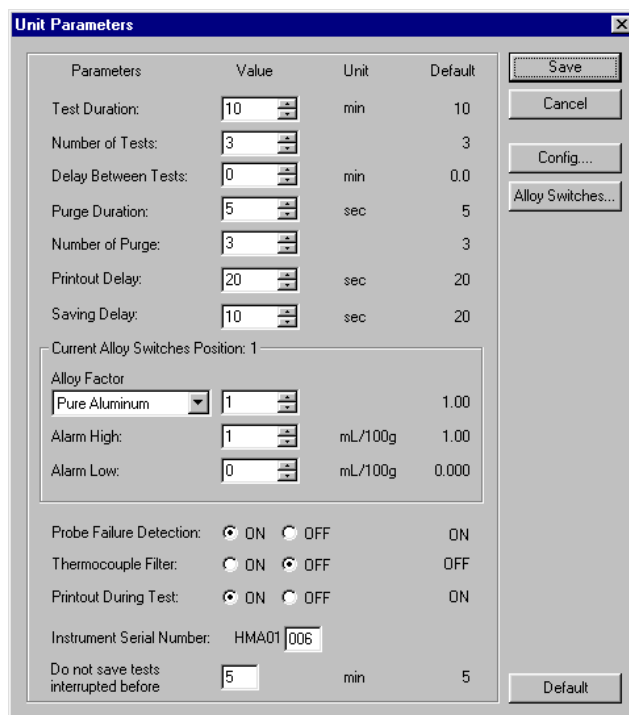 Unit Parameters
Parameters Value Unit Default
Test Duration: 10 min 10
Number of Tests: 3 3
Delay Between Tests: 0 min 0.0
Purge Duration: 5 sec 5
Number of Purge: 3 3
Printout Delay: 20 sec 20
Saving Delay: 10 sec 20
Current Alloy Switches Position: 1
Alloy Factor
Pure Aluminum 1 1.00
Alarm High: 1 mL/100g 1.00
Alarm Low: 0 mL/100g 0.000
Probe Failure Detection: ON OFF ON
Thermocouple Filter: ON OFF OFF
Printout During Test: ON OFF ON
Instrument Serial Number: HMA01 006
Do not save tests
interrupted before 5 min 5
Save
Cancel
Config....
Alloy Switches...
Default